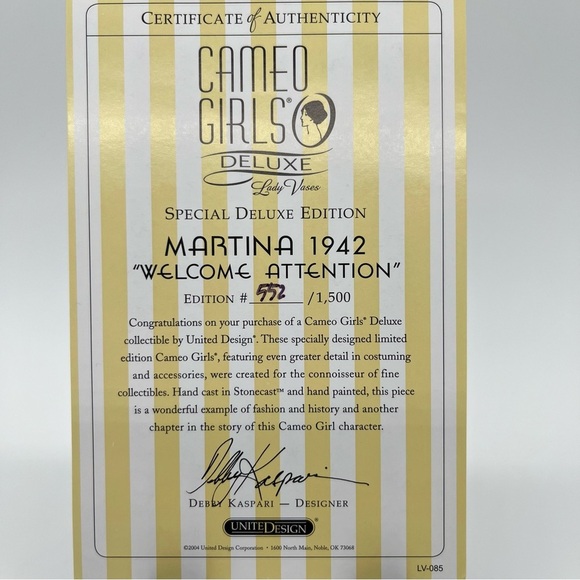 CERTIFICATE of AUTHENTICITY
CAMEO
GIRLS®
DELUXE
Lady Vases
SPECIAL DELUXE EDITION
MARTINA 1942
"WELCOME ATTENTION"
EDITION # 552 /1,500
Congratulations on your purchase of a Cameo Girls® Deluxe
collectible by United Design®. These specially designed limited
edition Cameo Girls®, featuring even greater detail in costuming
and accessories, were created for the connoisseur of fine
collectibles. Hand cast in Stonecast™ and hand painted, this piece
is a wonderful example of fashion and history and another
chapter in the story of this Cameo Girl character.
Debby Kaspari
DEBBY KASPARI — DESIGNER
UNITEDESIGN®
©2004 United Design Corporation • 1600 North Main, Noble, OK 73068
LV-085